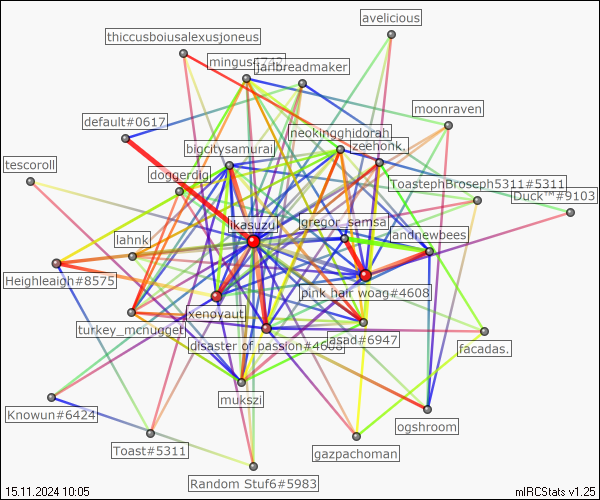 avelicious
thiccusboiusalexusjoneus
jarlbreadmaker
moonraven
default#0617
neokingghidorah
zeehonk.
bigcitysamurai
tescoroll
doggerdig
ToastephBroseph5311#5311
Duck™#9103
ikasuzu
gregor_samsa
andnewbees
lahnk
Heighleaigh#8575
pink hair woag#4608
xenoyaut
turkey_mcnugget
disaster of passion#4608
asad#6947
facadas.
mukszi
Knowun#6424
ogshroom
Toast#5311
gazpachoman
Random Stuf6#5983
15.11.2024 10:05
mIRCStats v1.25